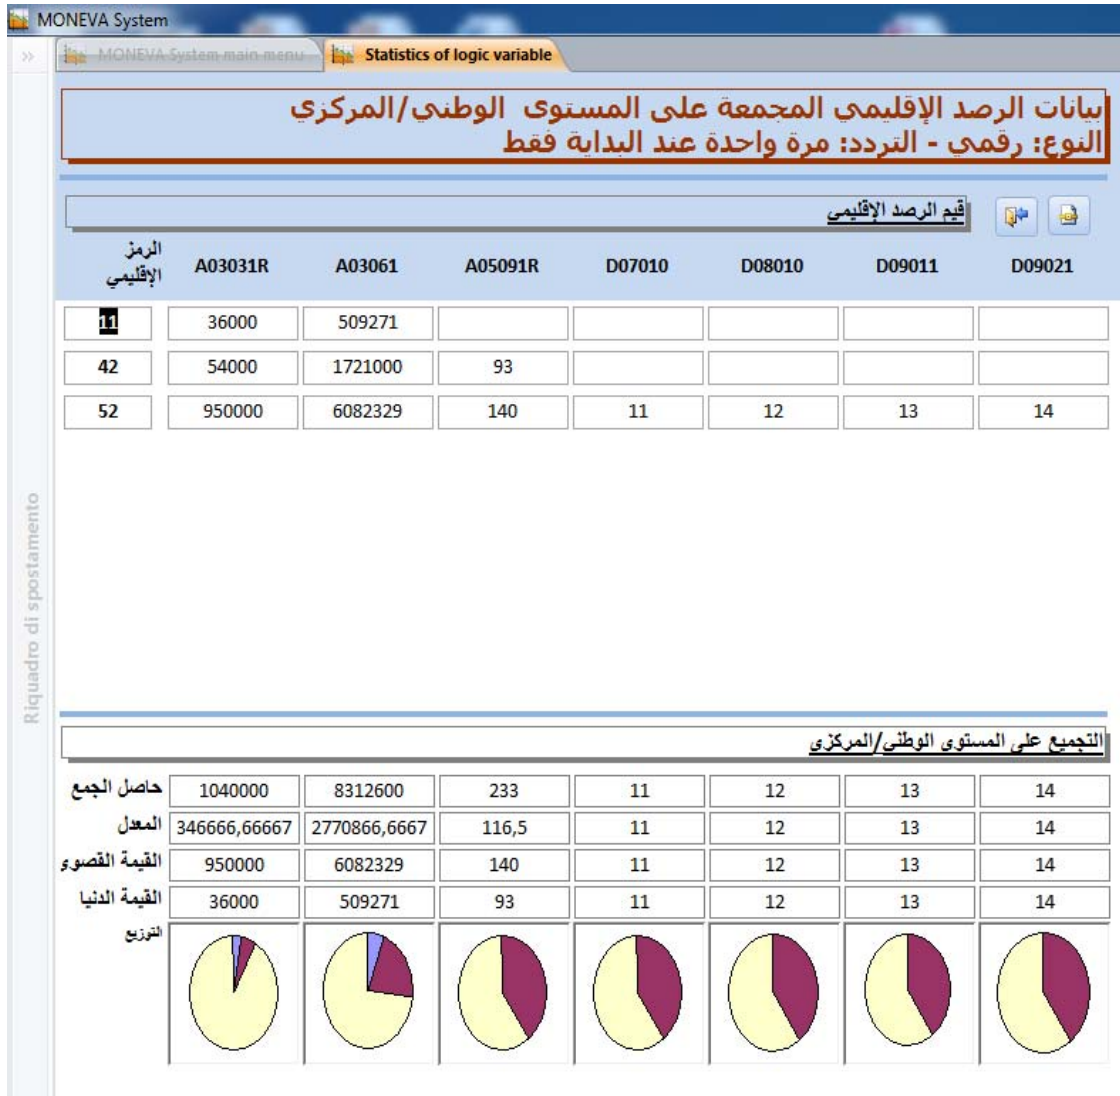 MONEVA System
MONEVA System main menu Statistics of logic variable
بيانات الرصد الإقليمي المجمعة على المستوى الوطني/المركزي
النوع: رقمي - التردد: مرة واحدة عند البداية فقط
قيم الرصد الإقليمي
الرمز الإقليمي A03031R A03061 A05091R D07010 D08010 D09011 D09021
11 36000 509271
42 54000 1721000 93
52 950000 6082329 140 11 12 13 14
Riquadro di spostamento
التجميع على المستوى الوطني/المركزي
حاصل الجمع 1040000 8312600 233 11 12 13 14
المعدل 346666,66667 2770866,6667 116,5 11 12 13 14
القيمة القصوى 950000 6082329 140 11 12 13 14
القيمة الدنيا 36000 509271 93 11 12 13 14
التوزيع